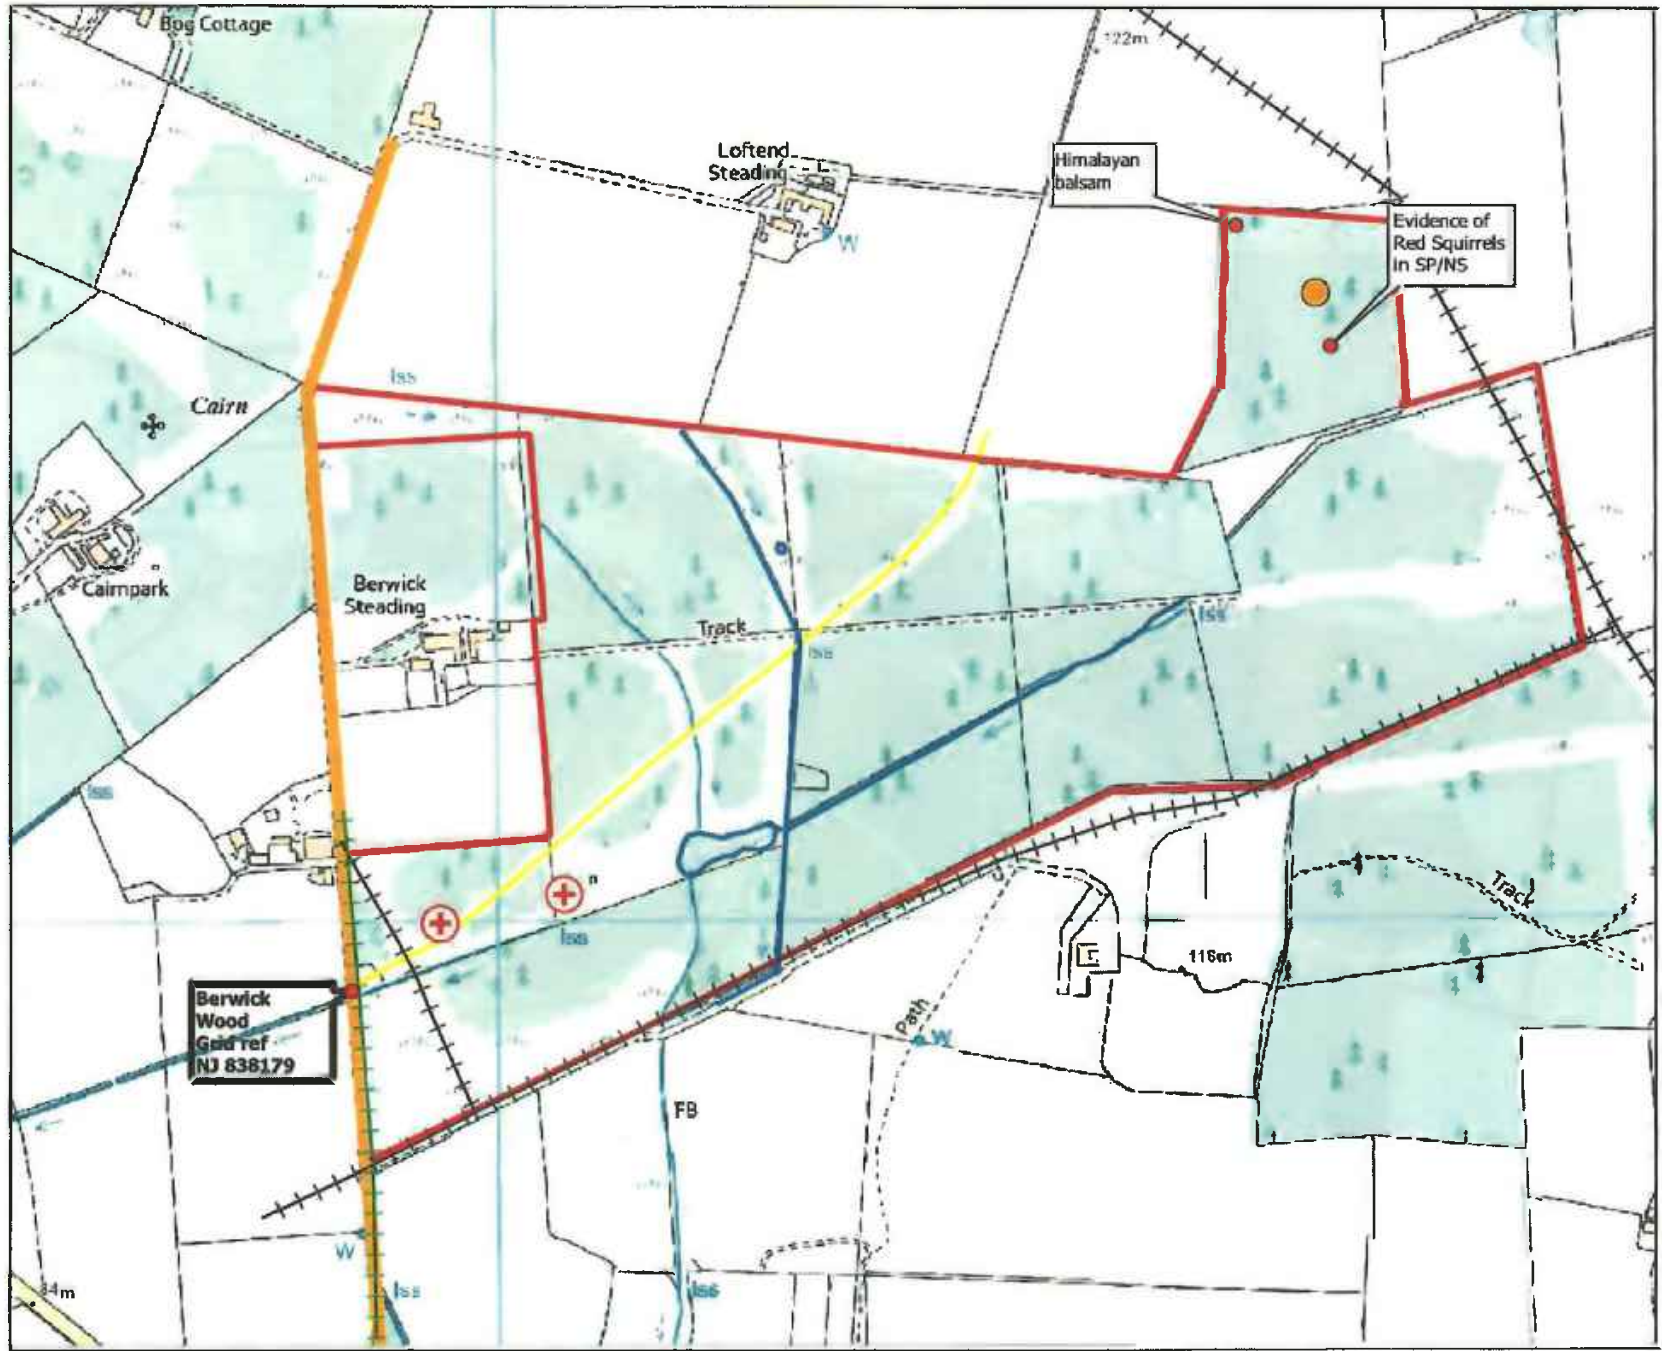 Bog Cottage
122m
Loftend
Steading
W
Himalayan
balsam
Evidence of
Red Squirrels
in SP/NS
Iss
Cairn
Cairnpark
Berwick
Steading
Track
Iss
Iss
Iss
Iss
Track
116m
Path
W
Berwick
Wood
Grid ref
NJ 838179
FB
W
Iss
Iss
84m